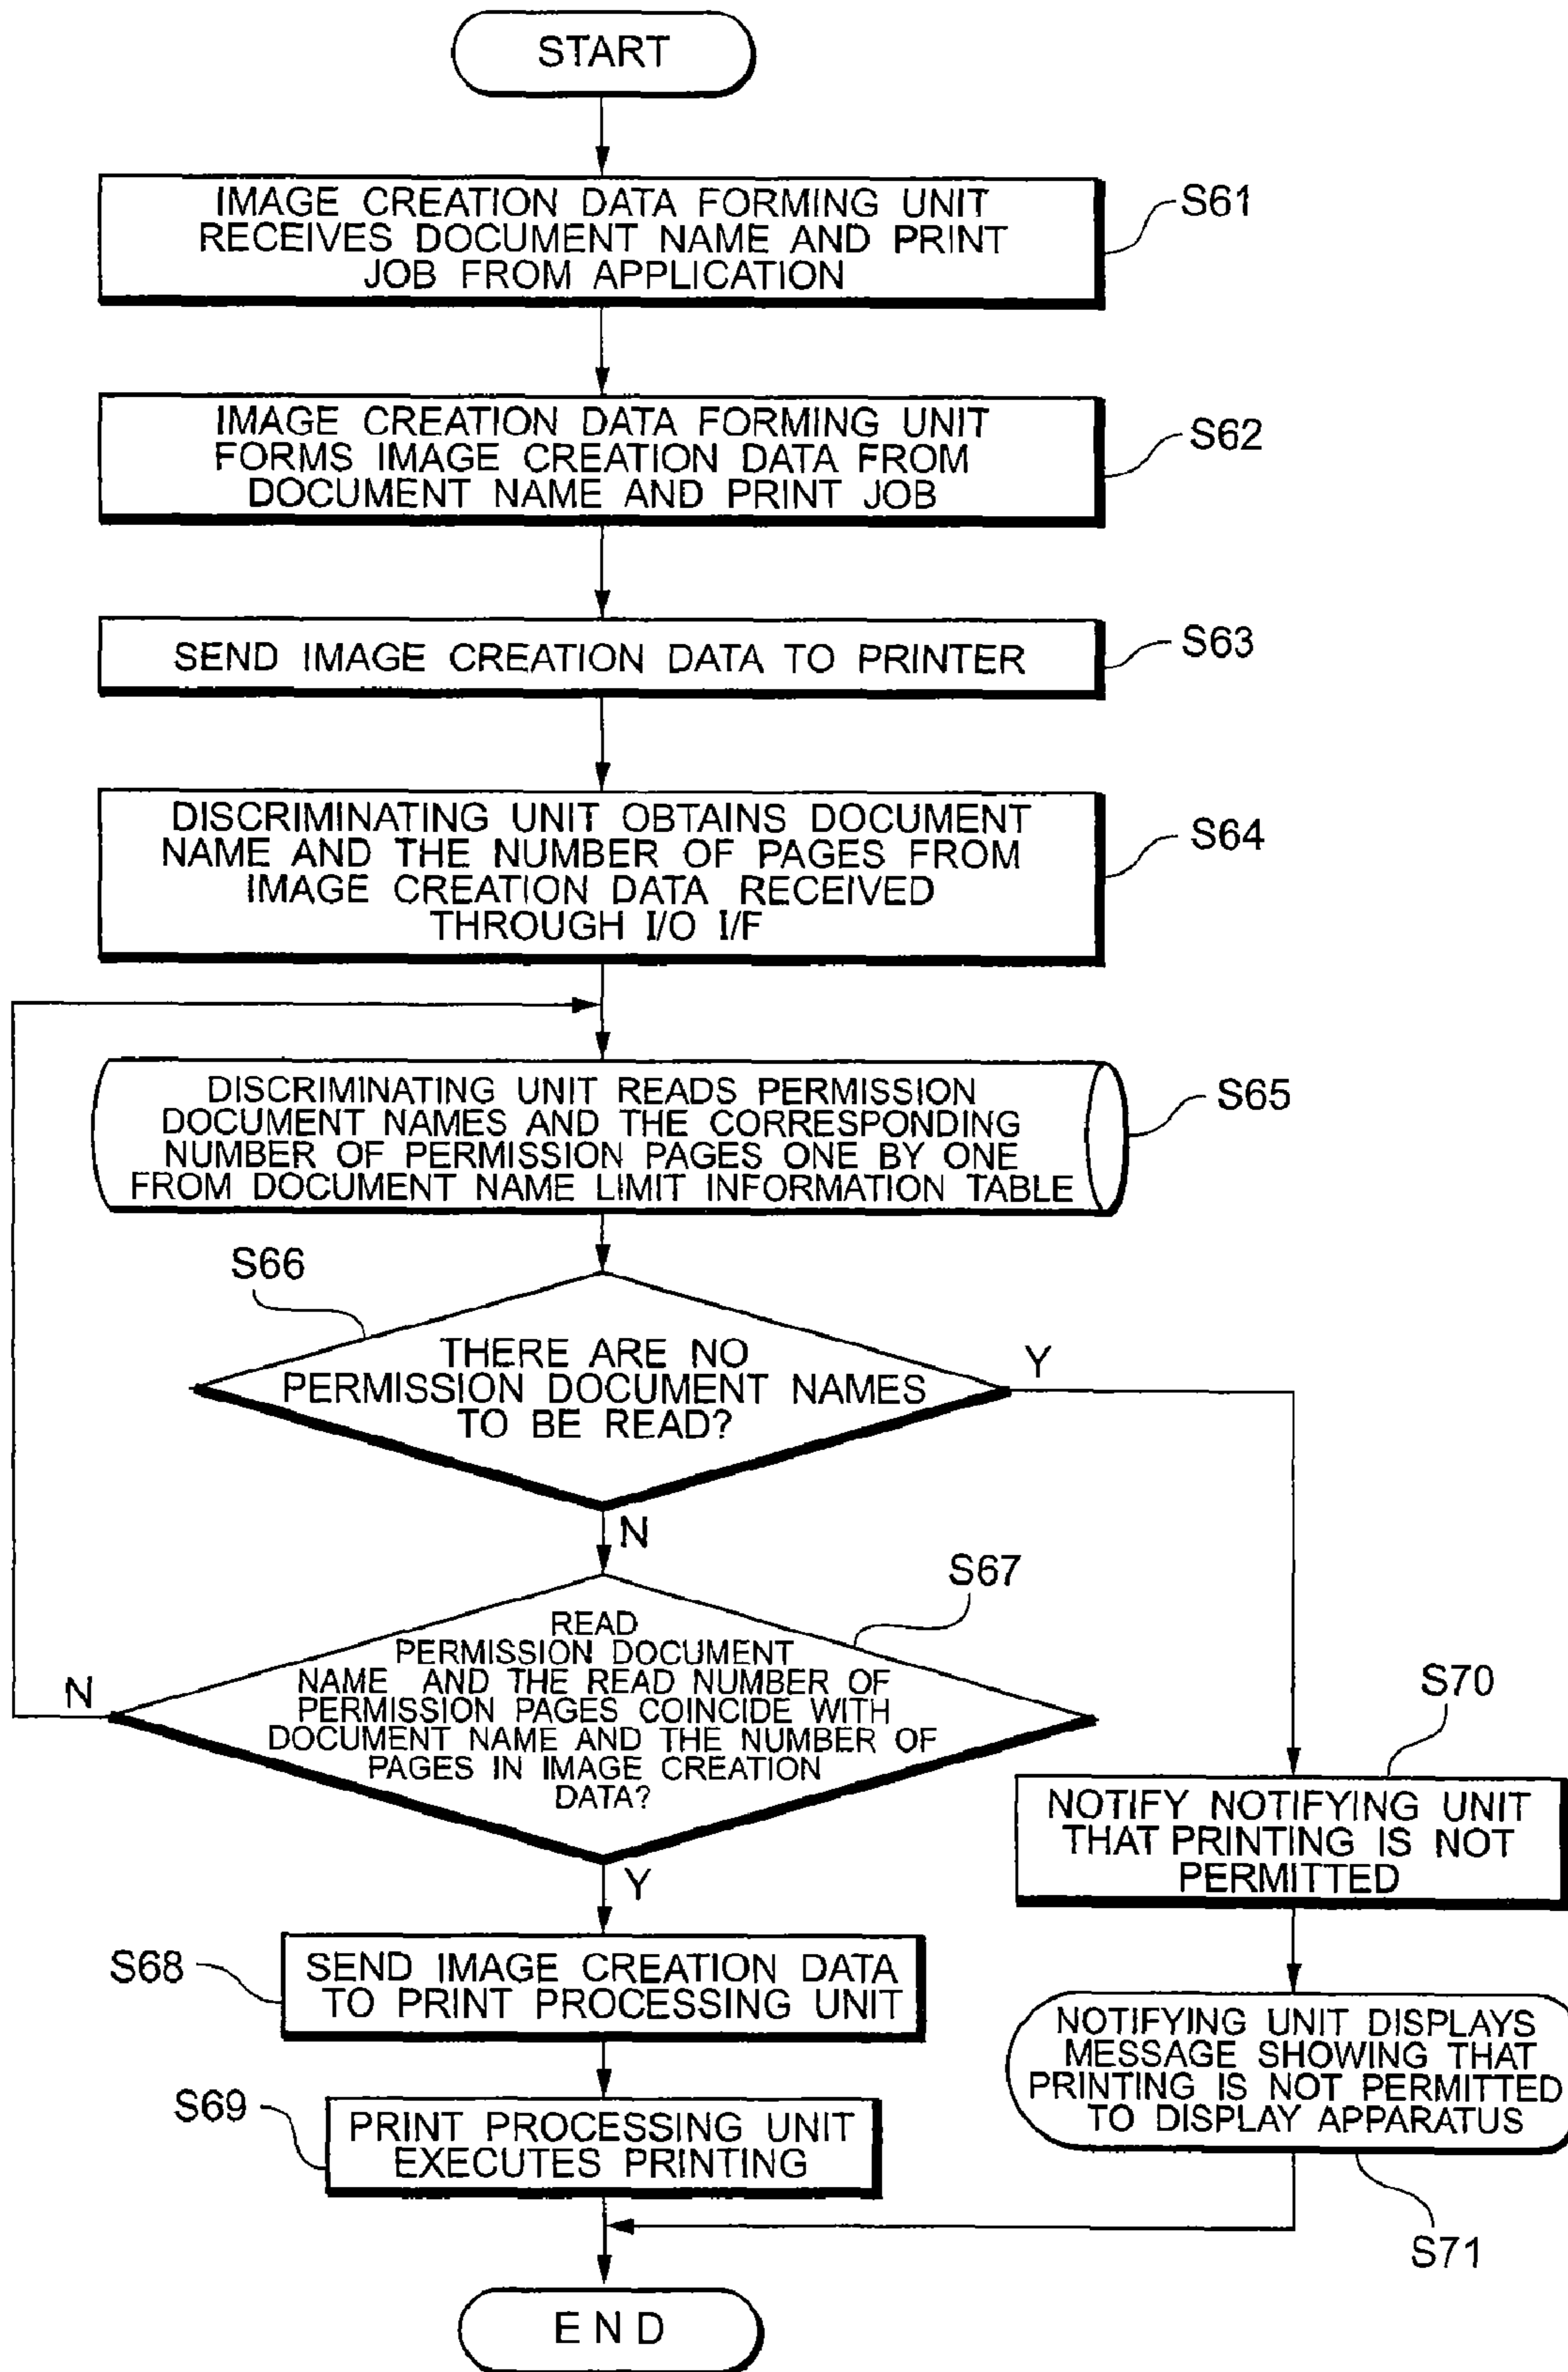 START
IMAGE CREATION DATA FORMING UNIT
RECEIVES DOCUMENT NAME AND PRINT
JOB FROM APPLICATION
S61
IMAGE CREATION DATA FORMING UNIT
FORMS IMAGE CREATION DATA FROM
DOCUMENT NAME AND PRINT JOB
S62
SEND IMAGE CREATION DATA TO PRINTER
S63
DISCRIMINATING UNIT OBTAINS DOCUMENT
NAME AND THE NUMBER OF PAGES FROM
IMAGE CREATION DATA RECEIVED
THROUGH I/O I/F
S64
DISCRIMINATING UNIT READS PERMISSION
DOCUMENT NAMES AND THE CORRESPONDING
NUMBER OF PERMISSION PAGES ONE BY ONE
FROM DOCUMENT NAME LIMIT INFORMATION TABLE
S65
S66
THERE ARE NO
PERMISSION DOCUMENT NAMES
TO BE READ?
Y
N
S67
READ
PERMISSION DOCUMENT
NAME AND THE READ NUMBER OF
PERMISSION PAGES COINCIDE WITH
DOCUMENT NAME AND THE NUMBER OF
PAGES IN IMAGE CREATION
DATA?
N
Y
S70
NOTIFY NOTIFYING UNIT
THAT PRINTING IS NOT
PERMITTED
S68
SEND IMAGE CREATION DATA
TO PRINT PROCESSING UNIT
NOTIFYING UNIT DISPLAYS
MESSAGE SHOWING THAT
PRINTING IS NOT PERMITTED
TO DISPLAY APPARATUS
S71
S69
PRINT PROCESSING UNIT
EXECUTES PRINTING
END